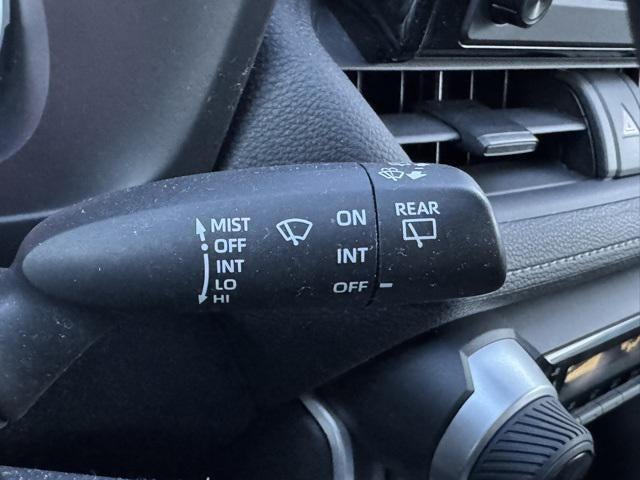 MIST
OFF
INT
LO
HI
ON
INT
OFF
REAR